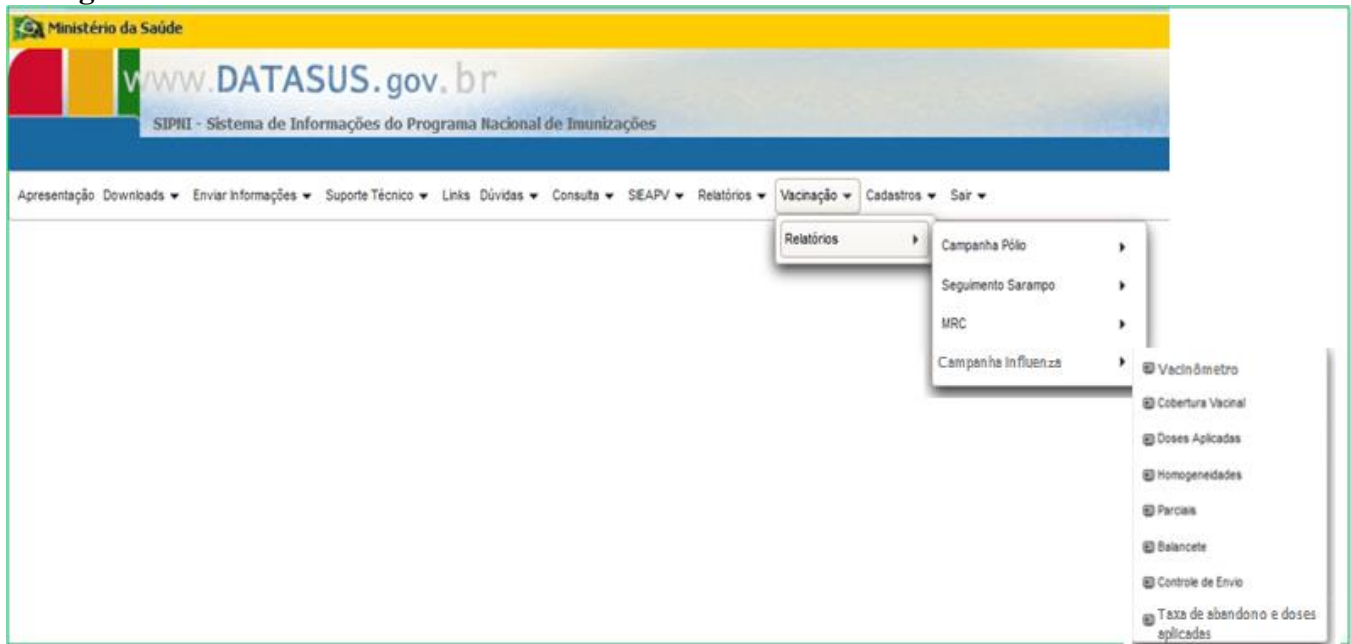 Ministério da Saúde
www.DATASUS.gov.br
SIPNI - Sistema de Informações do Programa Nacional de Imunizações
Apresentação Downloads Enviar Informações Suporte Técnico Links Dúvidas Consulta SIEAPV Relatórios Vacinação Cadastros Sair
Relatórios
Campanha Pólio
Seguimento Sarampo
MRC
Campanha Influenza
Vacinômetro
Cobertura Vacinal
Doses Aplicadas
Homogeneidades
Parciais
Balancete
Controle de Envio
Taxa de abandono e doses
aplicadas